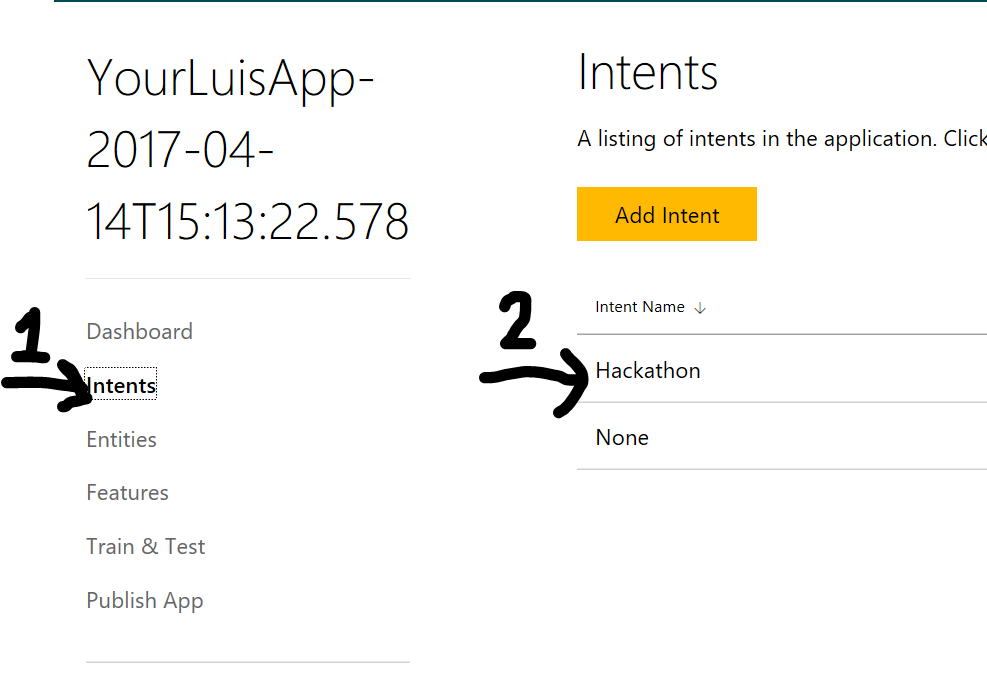 YourLuisApp-
2017-04-
14T15:13:22.578
Dashboard
1
Intents
Entities
Features
Train & Test
Publish App
Intents
A listing of intents in the application. Click
Add Intent
Intent Name ↓
2
Hackathon
None